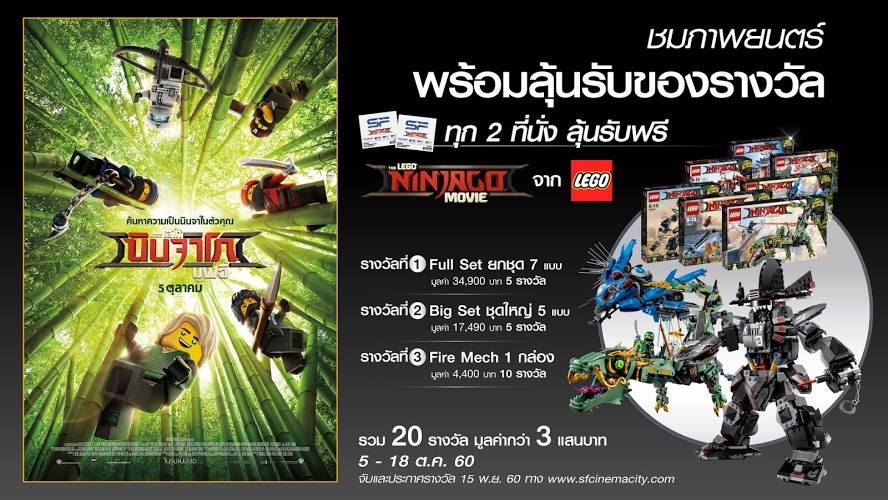 ค้นหาความเป็นนินจาในตัวคุณ
นินจาโก
มูฟวี่
5 ตุลาคม
ในรูปแบบ 3D
ชมภาพยนตร์
พร้อมลุ้นรับของรางวัล
SF SF ทุก 2 ที่นั่ง ลุ้นรับฟรี
THE LEGO NINJAGO MOVIE จาก LEGO
รางวัลที่ 1 Full Set ยกชุด 7 แบบ
มูลค่า 34,900 บาท 5 รางวัล
รางวัลที่ 2 Big Set ชุดใหญ่ 5 แบบ
มูลค่า 17,490 บาท 5 รางวัล
รางวัลที่ 3 Fire Mech 1 กล่อง
มูลค่า 4,400 บาท 10 รางวัล
รวม 20 รางวัล มูลค่ากว่า 3 แสนบาท
5 - 18 ต.ค. 60
จับและประกาศรางวัล 15 พ.ย. 60 ทาง www.sfcinemacity.com